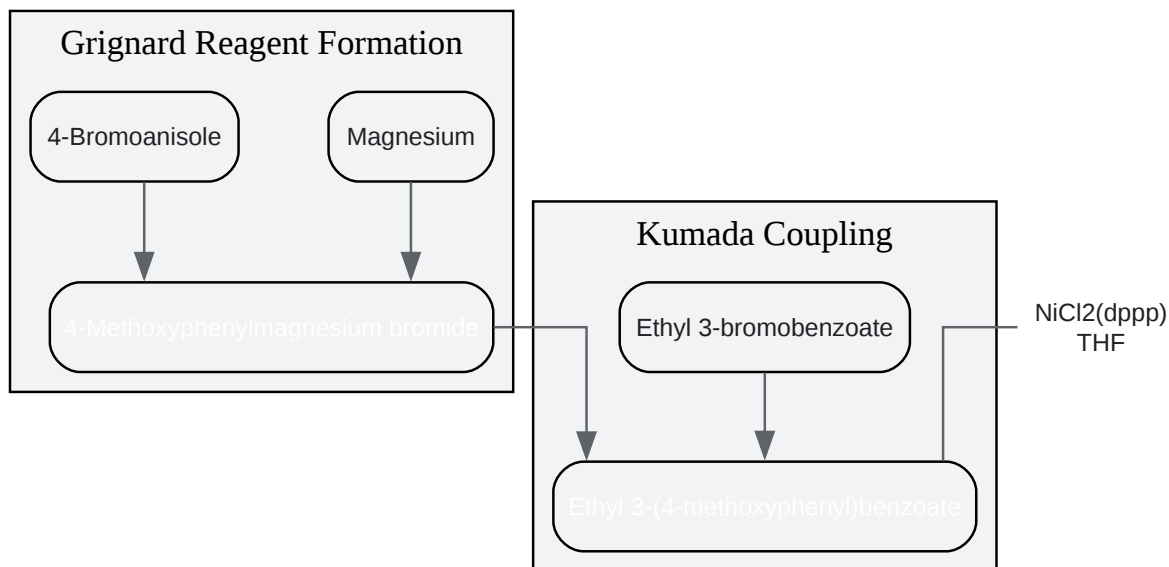 Grignard Reagent Formation
4-Bromoanisole
Magnesium
4-Methoxyphenylmagnesium bromide
Kumada Coupling
Ethyl 3-bromobenzoate
NiCl2(dppp)
THF
Ethyl 3-(4-methoxyphenyl)benzoate